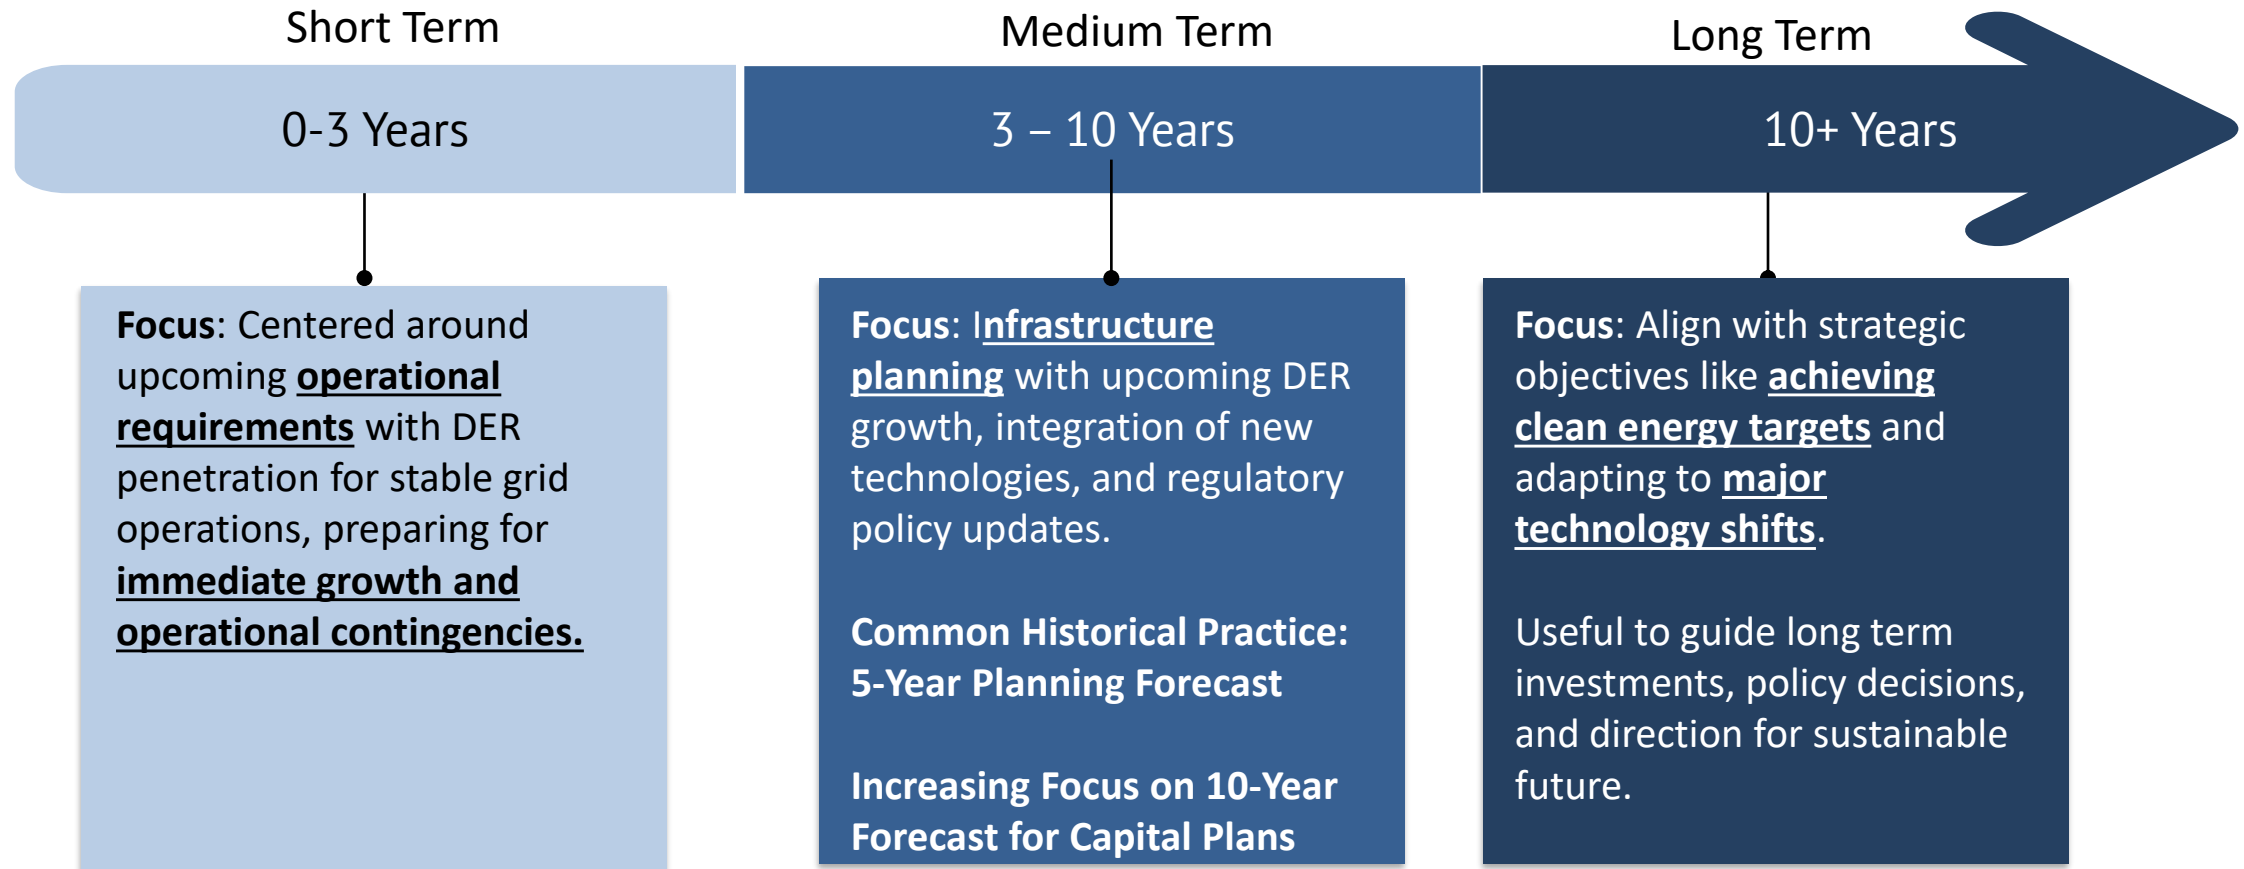 Short Term
Medium Term
Long Term
0-3 Years
3 – 10 Years
10+ Years
Focus: Centered around
upcoming operational
requirements with DER
penetration for stable grid
operations, preparing for
immediate growth and
operational contingencies.
Focus: Infrastructure
planning with upcoming DER
growth, integration of new
technologies, and regulatory
policy updates.
Common Historical Practice:
5-Year Planning Forecast
Increasing Focus on 10-Year
Forecast for Capital Plans
Focus: Align with strategic
objectives like achieving
clean energy targets and
adapting to major
technology shifts.
Useful to guide long term
investments, policy decisions,
and direction for sustainable
future.